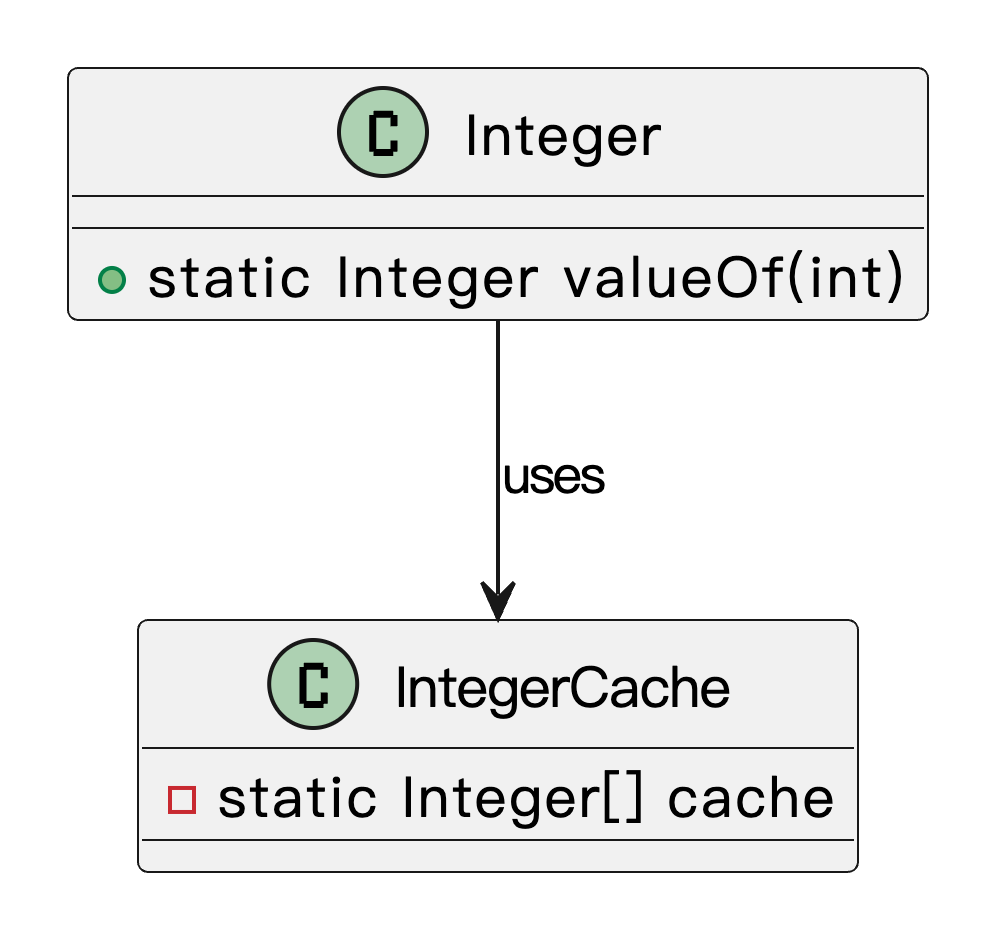 C Integer
static Integer valueOf(int)
uses
C IntegerCache
static Integer[] cache